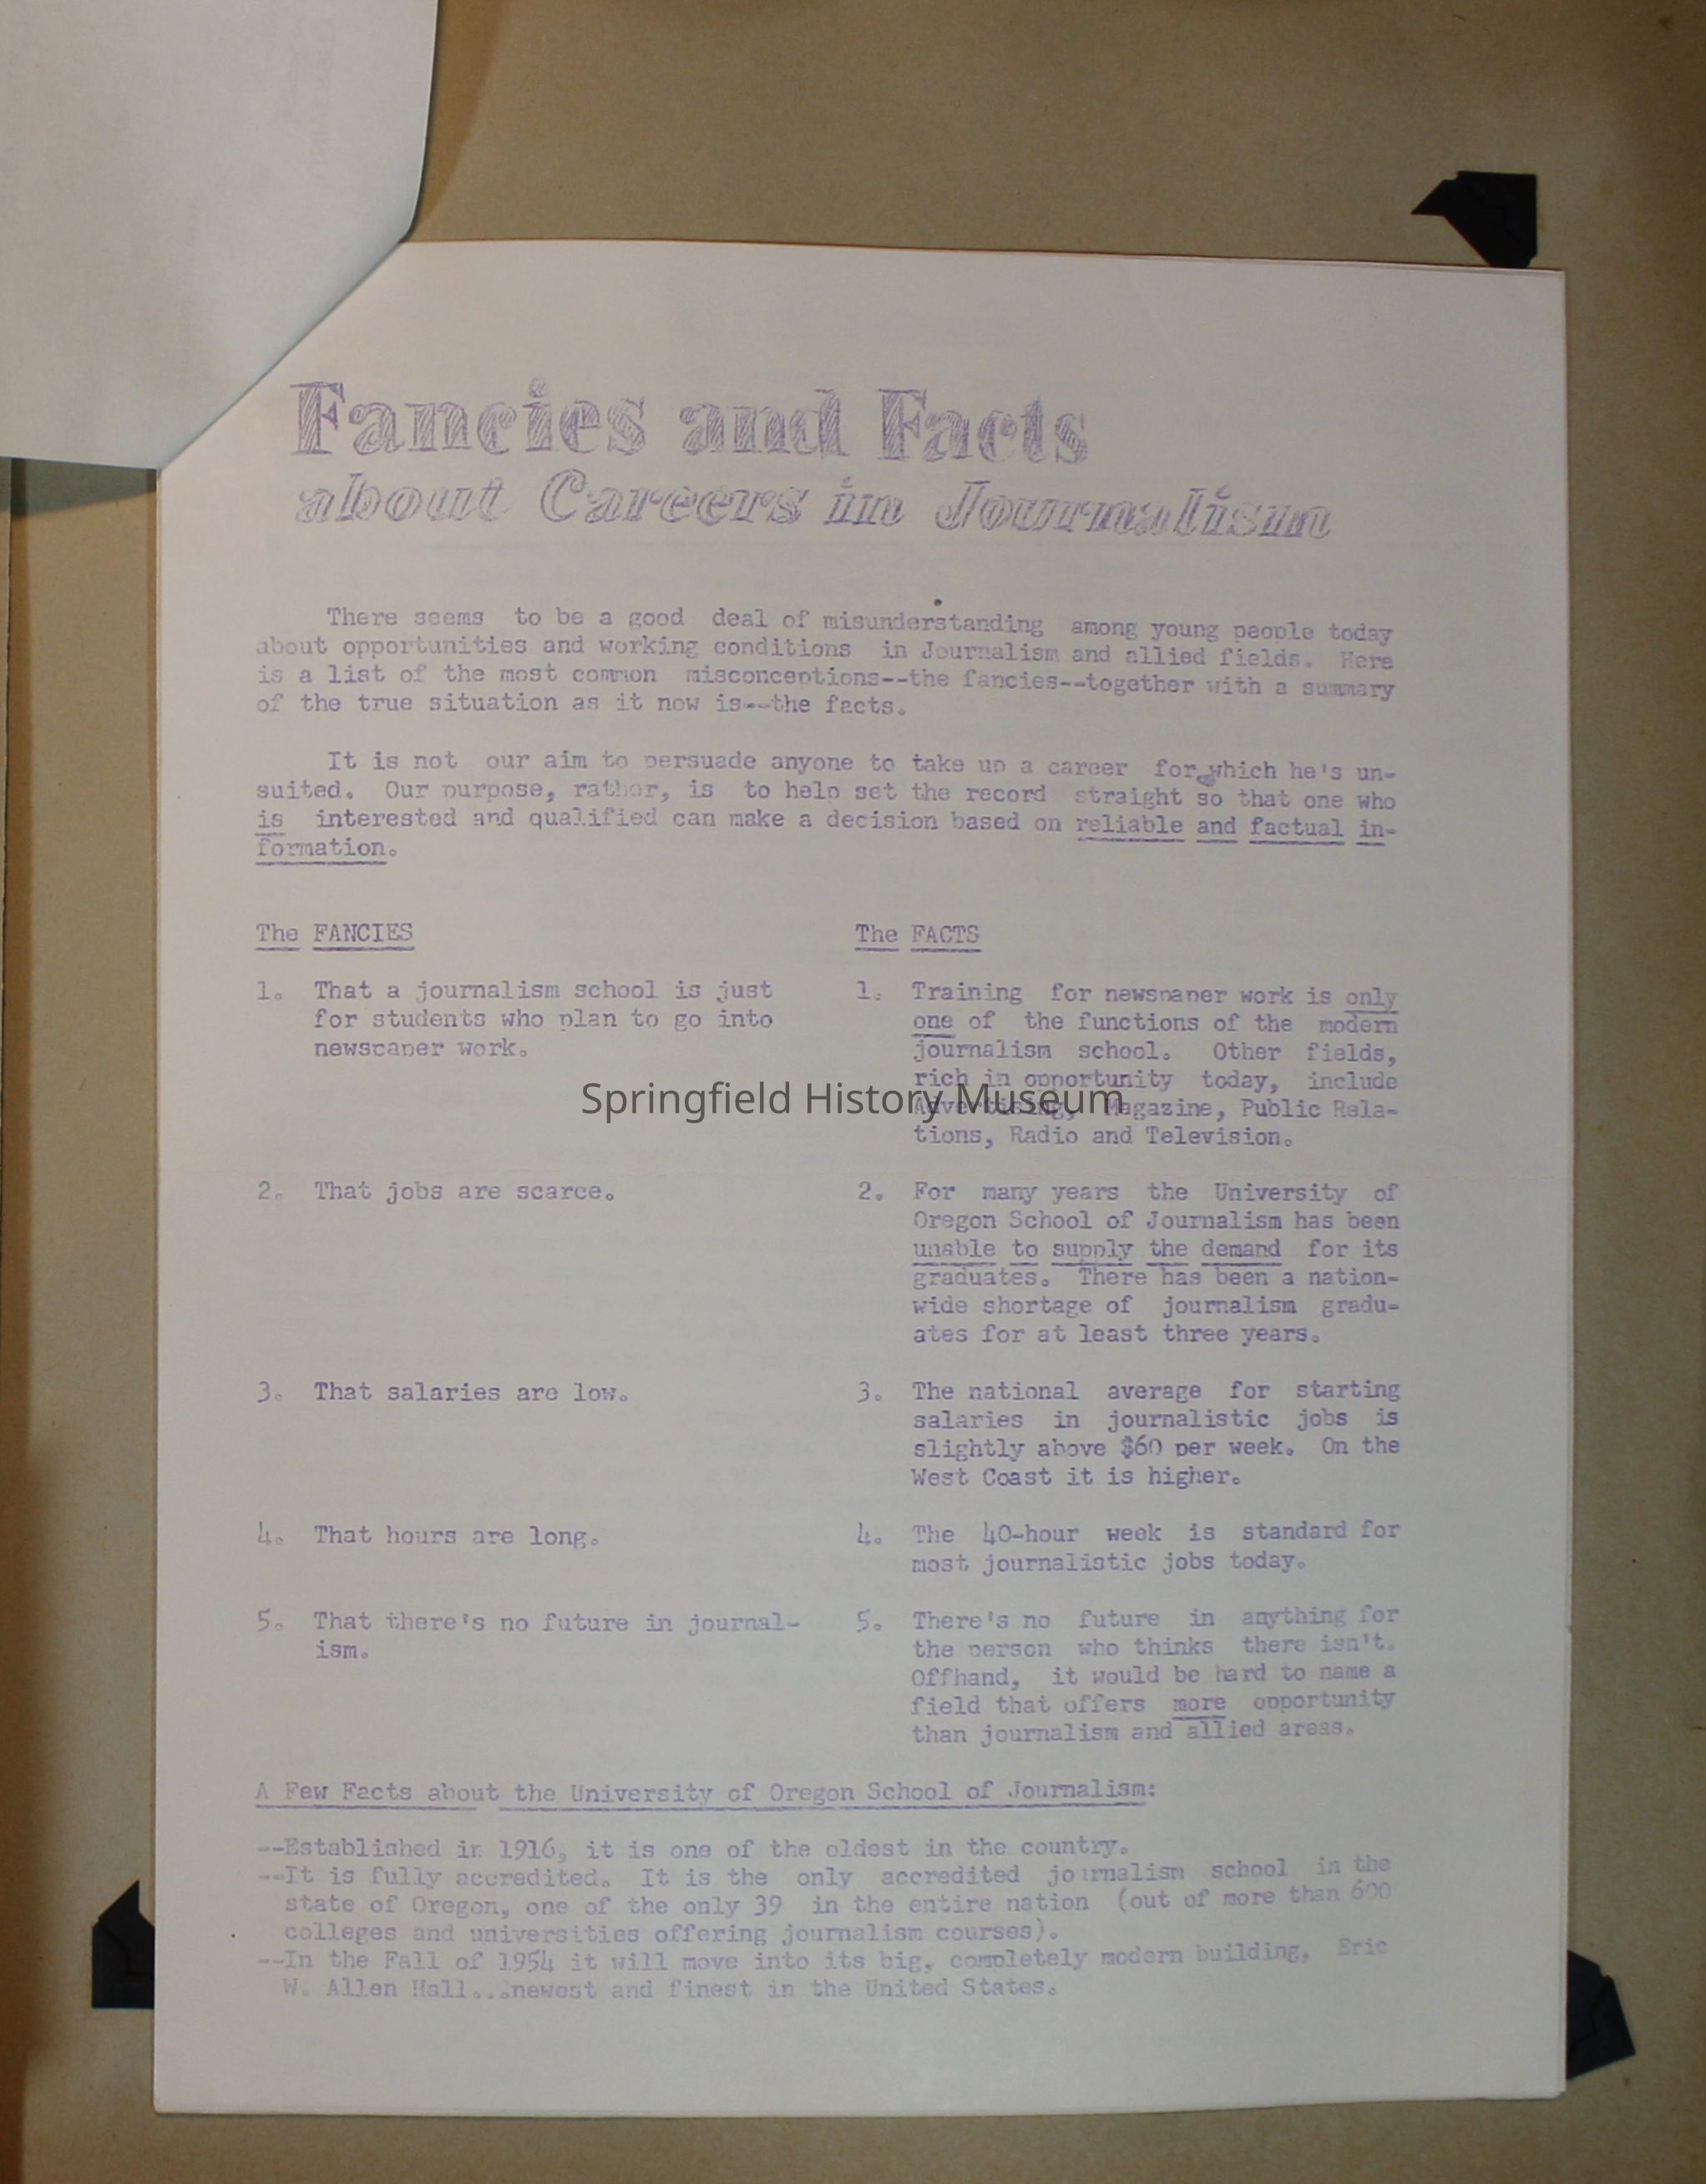 Fancies and Facts
about Careers in Journalism
There seems to be a good deal of misunderstanding among young people today
about opportunities and working conditions in Journalism and allied fields. Here
is a list of the most common misconceptions--the fancies--together with a summary
of the true situation as it now is--the facts.
It is not our aim to persuade anyone to take up a career for which he's un-
suited. Our purpose, rather, is to help set the record straight so that one who
is interested and qualified can make a decision based on reliable and factual in-
formation.
The FANCIES
1. That a journalism school is just
for students who plan to go into
newspaper work.
2. That jobs are scarce.
3. That salaries are low.
4. That hours are long.
5. That there's no future in journal-
ism.
The FACTS
1. Training for newspaper work is only
one of the functions of the modern
journalism school. Other fields,
rich in opportunity today, include
Advertising, Magazine, Public Rela-
tions, Radio and Television.
2. For many years the University of
Oregon School of Journalism has been
unable to supply the demand for its
graduates. There has been a nation-
wide shortage of journalism gradu-
ates for at least three years.
3. The national average for starting
salaries in journalistic jobs is
slightly above $60 per week. On the
West Coast it is higher.
4. The 40-hour week is standard for
most journalistic jobs today.
5. There's no future in anything for
the person who thinks there isn't.
Offhand, it would be hard to name a
field that offers more opportunity
than journalism and allied areas.
A Few Facts about the University of Oregon School of Journalism:
--Established in 1916, it is one of the oldest in the country.
--It is fully accredited. It is the only accredited journalism school in the
state of Oregon, one of the only 39 in the entire nation (out of more than 600
colleges and universities offering journalism courses).
--In the Fall of 1954 it will move into its big, completely modern building, Eric
W. Allen Hall...newest and finest in the United States.
Springfield History Museum